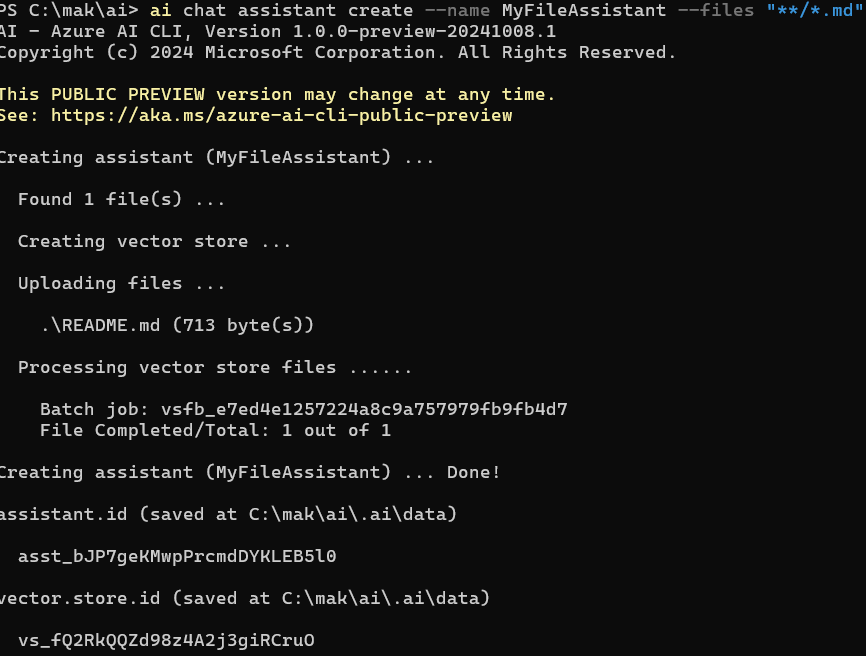 PS C:\mak\ai> ai chat assistant create --name MyFileAssistant --files "**/*.md"
AI - Azure AI CLI, Version 1.0.0-preview-20241008.1
Copyright (c) 2024 Microsoft Corporation. All Rights Reserved.
This PUBLIC PREVIEW version may change at any time.
See: https://aka.ms/azure-ai-cli-public-preview
Creating assistant (MyFileAssistant) ...
Found 1 file(s) ...
Creating vector store ...
Uploading files ...
.\README.md (713 byte(s))
Processing vector store files ......
Batch job: vsfb_e7ed4e1257224a8c9a757979fb9fb4d7
File Completed/Total: 1 out of 1
Creating assistant (MyFileAssistant) ... Done!
assistant.id (saved at C:\mak\ai\.ai\data)
asst_bJP7geKMwpPrcmdDYKLEB5l0
vector.store.id (saved at C:\mak\ai\.ai\data)
vs_fQ2RkQQZd98z4A2j3giRCruO